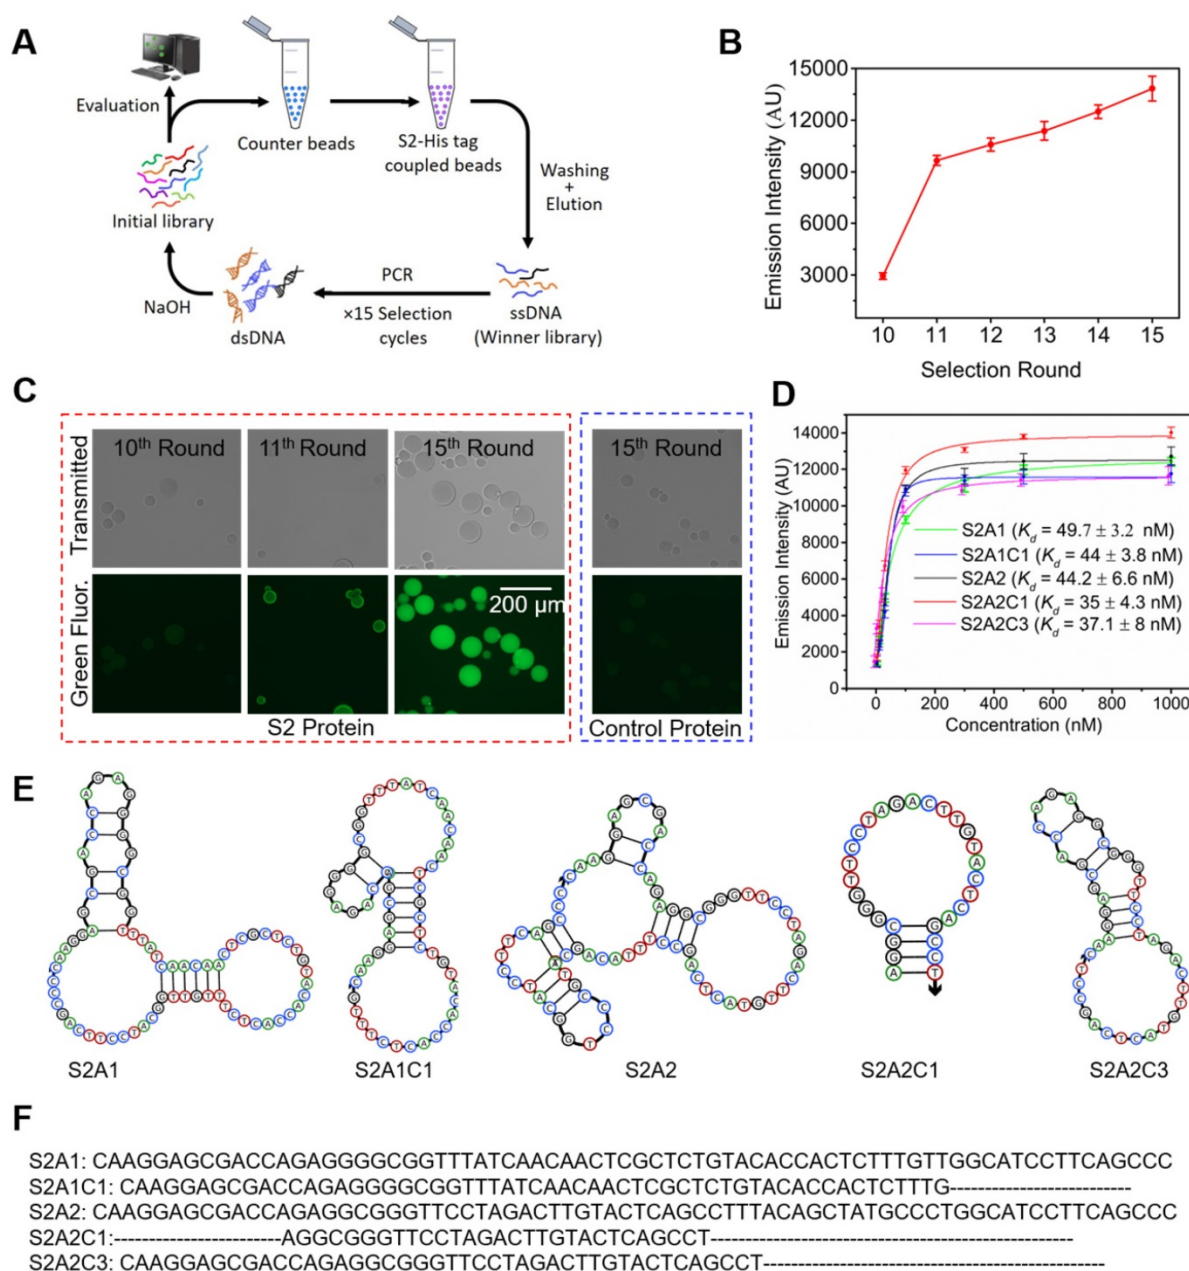 A
Evaluation
Counter beads
S2-His tag
coupled beads
Washing
+
Elution
Initial library
NaOH
dsDNA
PCR
×15 Selection
cycles
ssDNA
(Winner library)
B
Emission Intensity (AU)
15000
12000
9000
6000
3000
10 11 12 13 14 15
Selection Round
C
Transmitted
Green Fluor.
10th Round
11th Round
15th Round
15th Round
200 µm
S2 Protein
Control Protein
D
Emission Intensity (AU)
14000
12000
10000
8000
6000
4000
2000
0
S2A1 (Kd = 49.7 ± 3.2 nM)
S2A1C1 (Kd = 44 ± 3.8 nM)
S2A2 (Kd = 44.2 ± 6.6 nM)
S2A2C1 (Kd = 35 ± 4.3 nM)
S2A2C3 (Kd = 37.1 ± 8 nM)
0 200 400 600 800 1000
Concentration (nM)
E
S2A1
S2A1C1
S2A2
S2A2C1
S2A2C3
F
S2A1: CAAGGAGCGACCAGAGGGGCGGTTTATCAACAACTCGCTCTGTACACCACTCTTTGTTGGCATCCTTCAGCCC
S2A1C1: CAAGGAGCGACCAGAGGGGCGGTTTATCAACAACTCGCTCTGTACACCACTCTTTG--------------------------
S2A2: CAAGGAGCGACCAGAGGCGGGTTCCTAGACTTGTACTCAGCCTTTACAGCTATGCCCTGGCATCCTTCAGCCC
S2A2C1:------------------------AGGCGGGTTCCTAGACTTGTACTCAGCCT----------------------------------------------------
S2A2C3: CAAGGAGCGACCAGAGGCGGGTTCCTAGACTTGTACTCAGCCT-------------------------------------------------